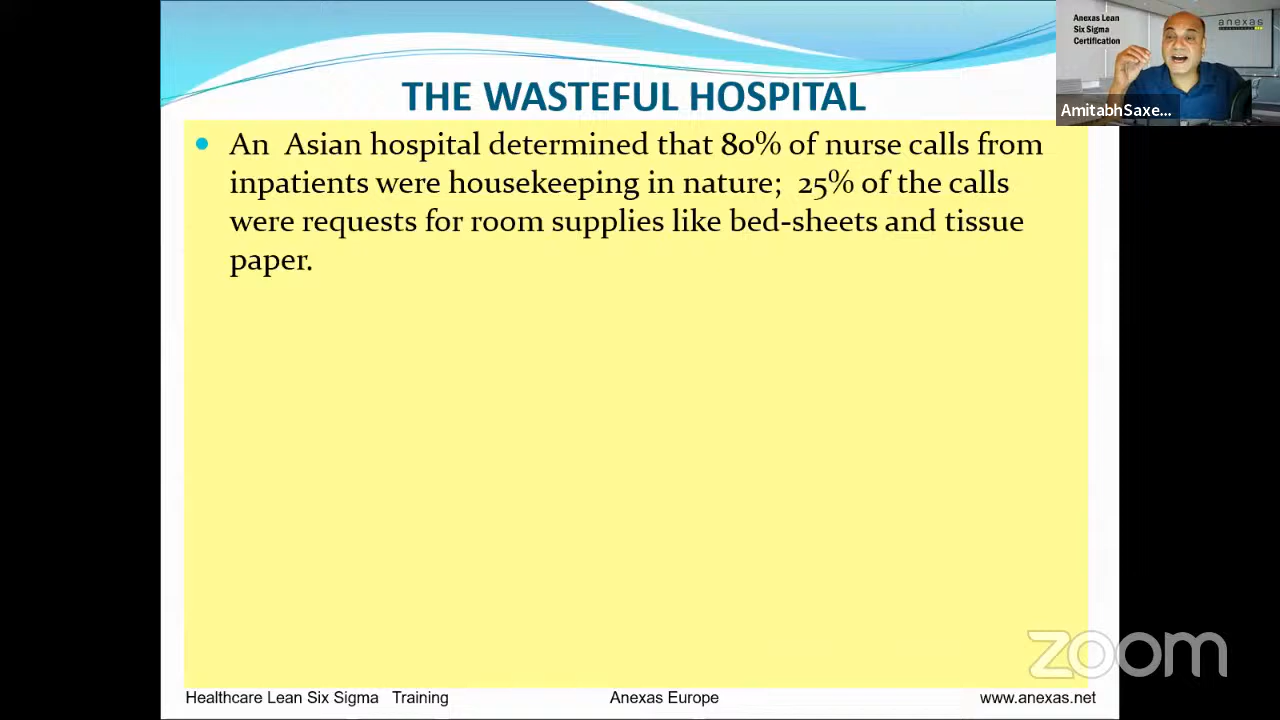 Anexas Lean
Six Sigma
Certification
anexas
AmitabhSaxe...
THE WASTEFUL HOSPITAL
• An  Asian hospital determined that 80% of nurse calls from
inpatients were housekeeping in nature;  25% of the calls
were requests for room supplies like bed-sheets and tissue
paper.
zoom
Healthcare Lean Six Sigma   Training
Anexas Europe
www.anexas.net